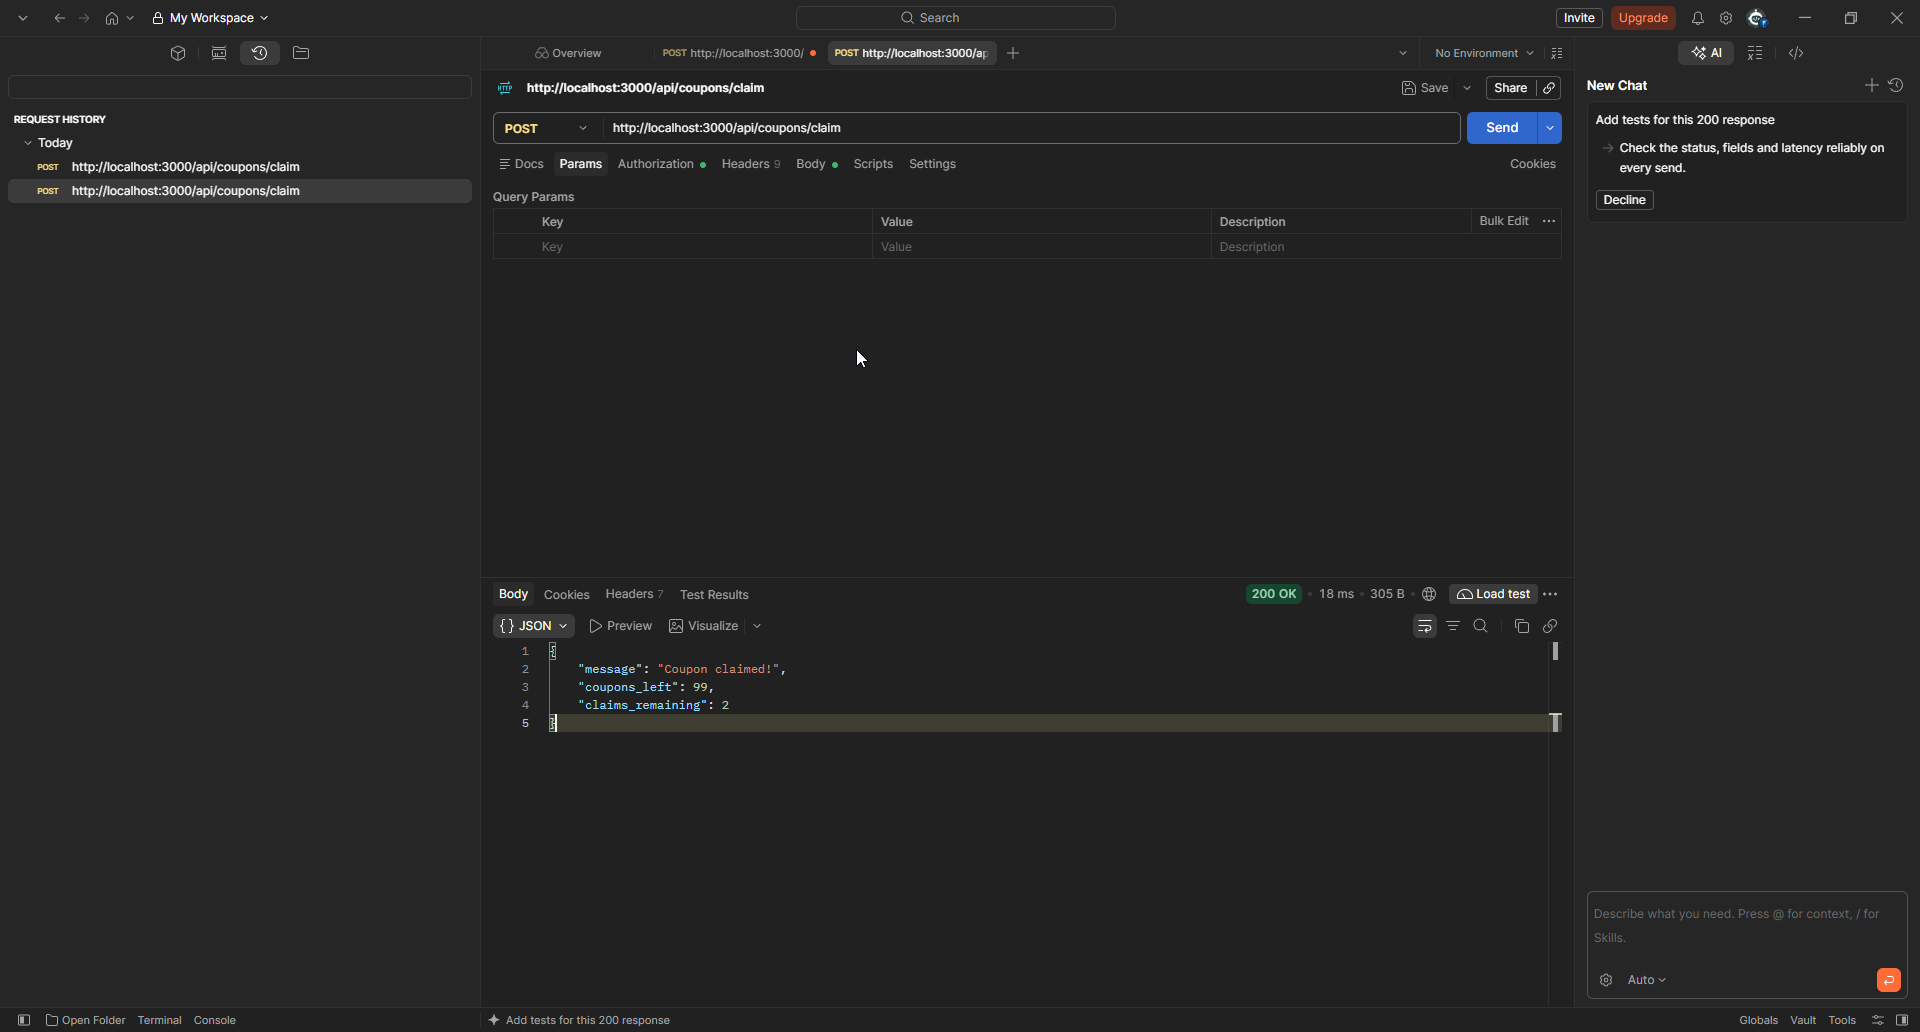 My Workspace
Search
Invite
Upgrade
Overview
POST http://localhost:3000/
POST http://localhost:3000/ap
No Environment
AI
REQUEST HISTORY
Today
POST http://localhost:3000/api/coupons/claim
POST http://localhost:3000/api/coupons/claim
HTTP http://localhost:3000/api/coupons/claim
Save
Share
POST
http://localhost:3000/api/coupons/claim
Send
Docs
Params
Authorization
Headers 9
Body
Scripts
Settings
Cookies
Query Params
Key
Value
Description
Bulk Edit
Key
Value
Description
Body
Cookies
Headers 7
Test Results
200 OK
18 ms
305 B
Load test
{} JSON
Preview
Visualize
1 {
2 "message": "Coupon claimed!",
3 "coupons_left": 99,
4 "claims_remaining": 2
5 }
New Chat
Add tests for this 200 response
Check the status, fields and latency reliably on
every send.
Decline
Describe what you need. Press @ for context, / for
Skills.
Auto
Open Folder
Terminal
Console
Add tests for this 200 response
Globals
Vault
Tools